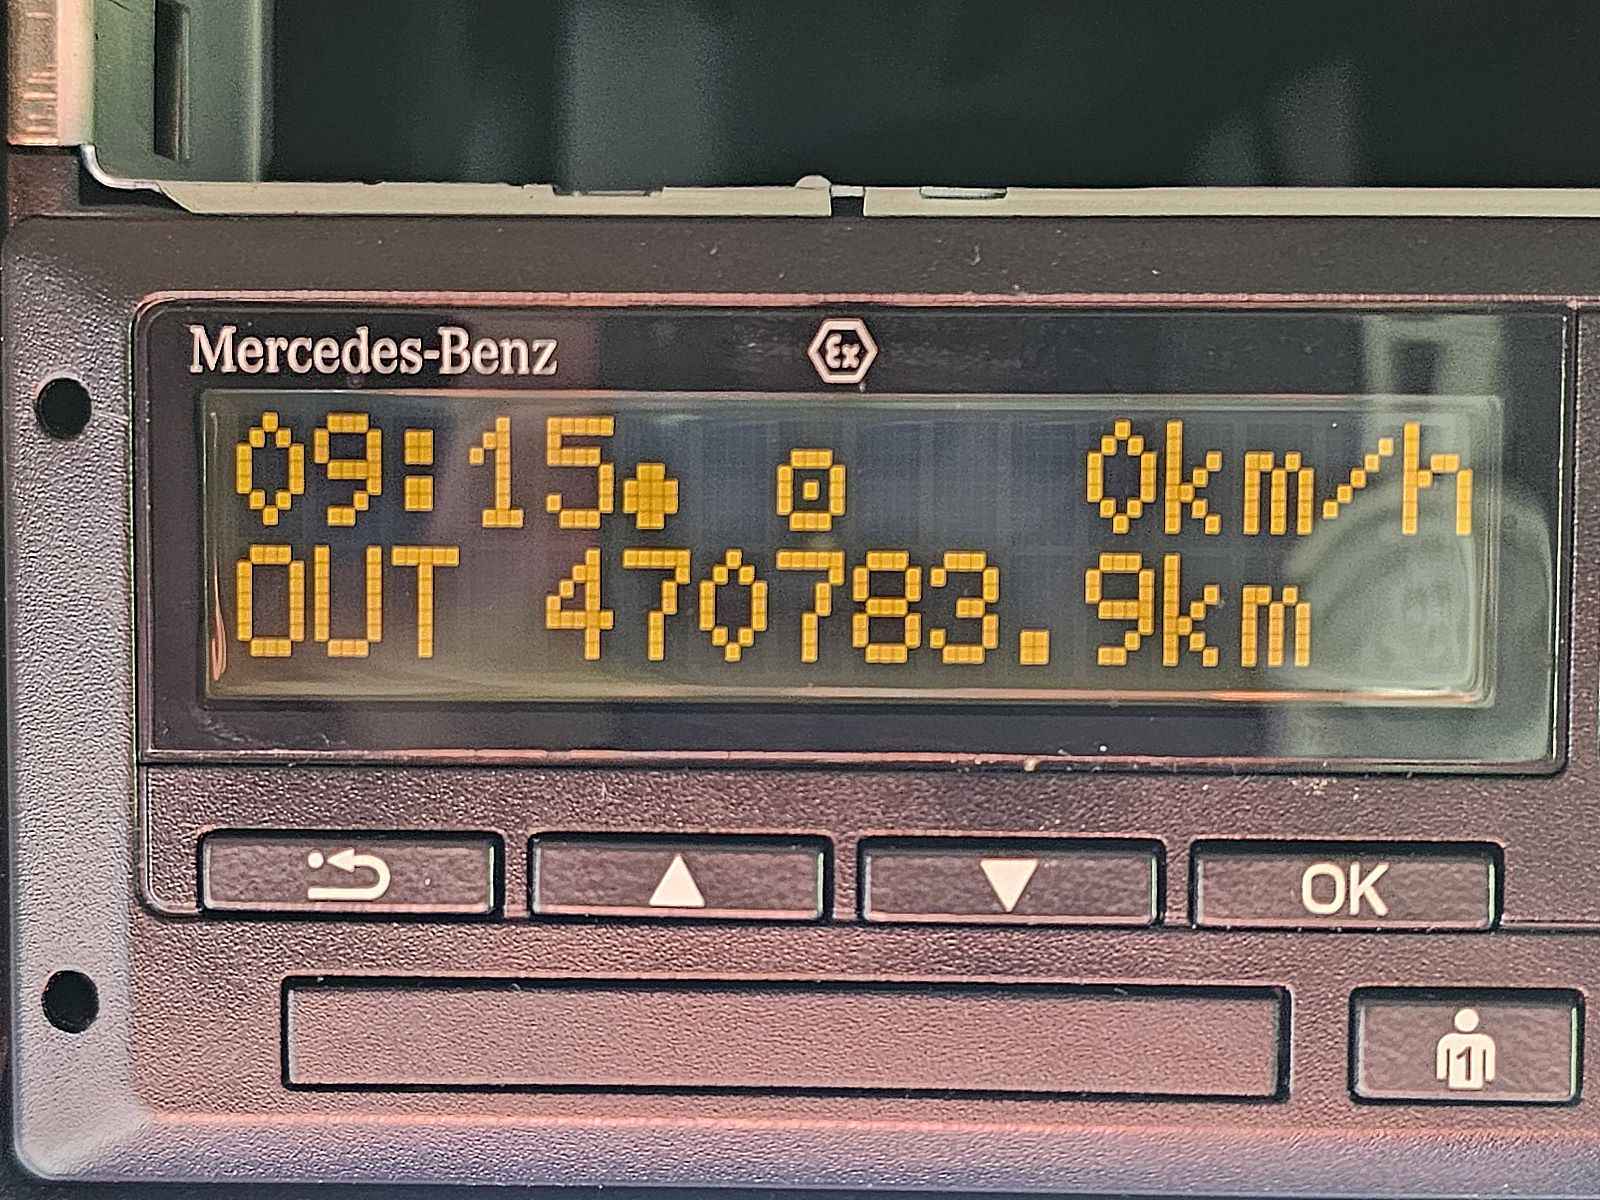 Mercedes-Benz
Ex
09:15● ⊙ 0km/h
OUT 470783.9km
OK
1